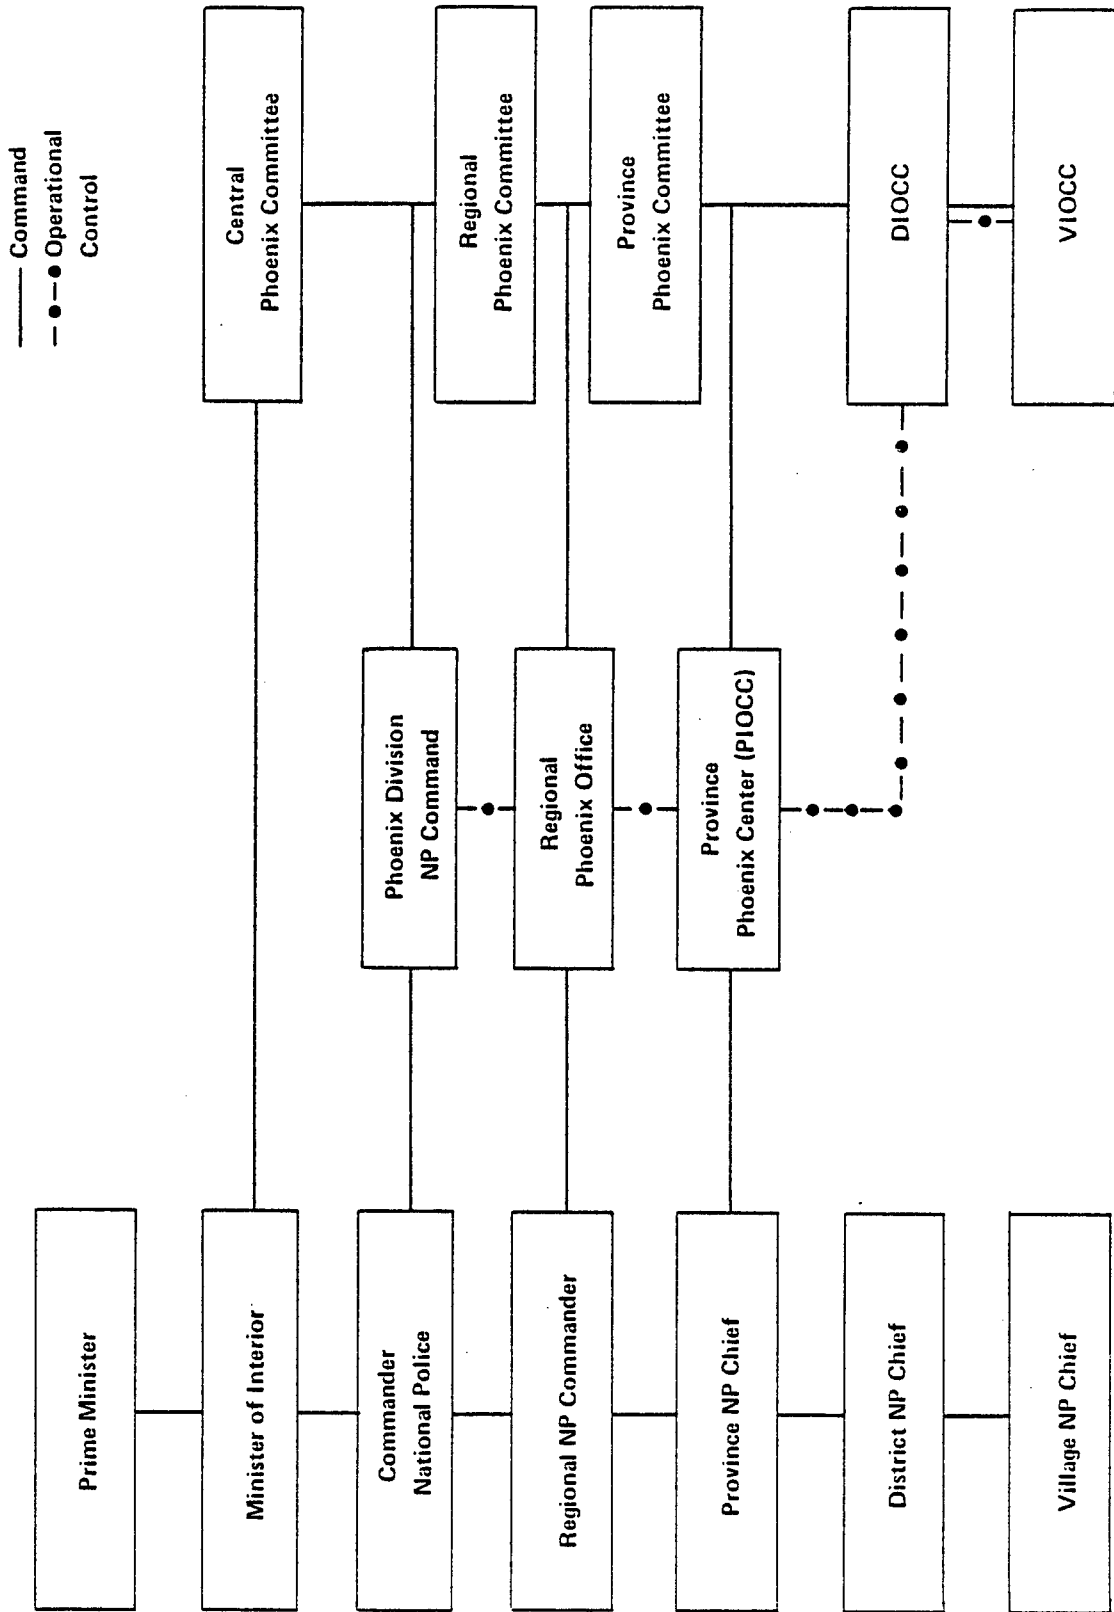 Command
Operational
Control
Prime Minister
Minister of Interior
Commander
National Police
Regional NP Commander
Province NP Chief
District NP Chief
Village NP Chief
Phoenix Division
NP Command
Regional
Phoenix Office
Province
Phoenix Center (PIOCC)
Central
Phoenix Committee
Regional
Phoenix Committee
Province
Phoenix Committee
DIOCC
VIOCC